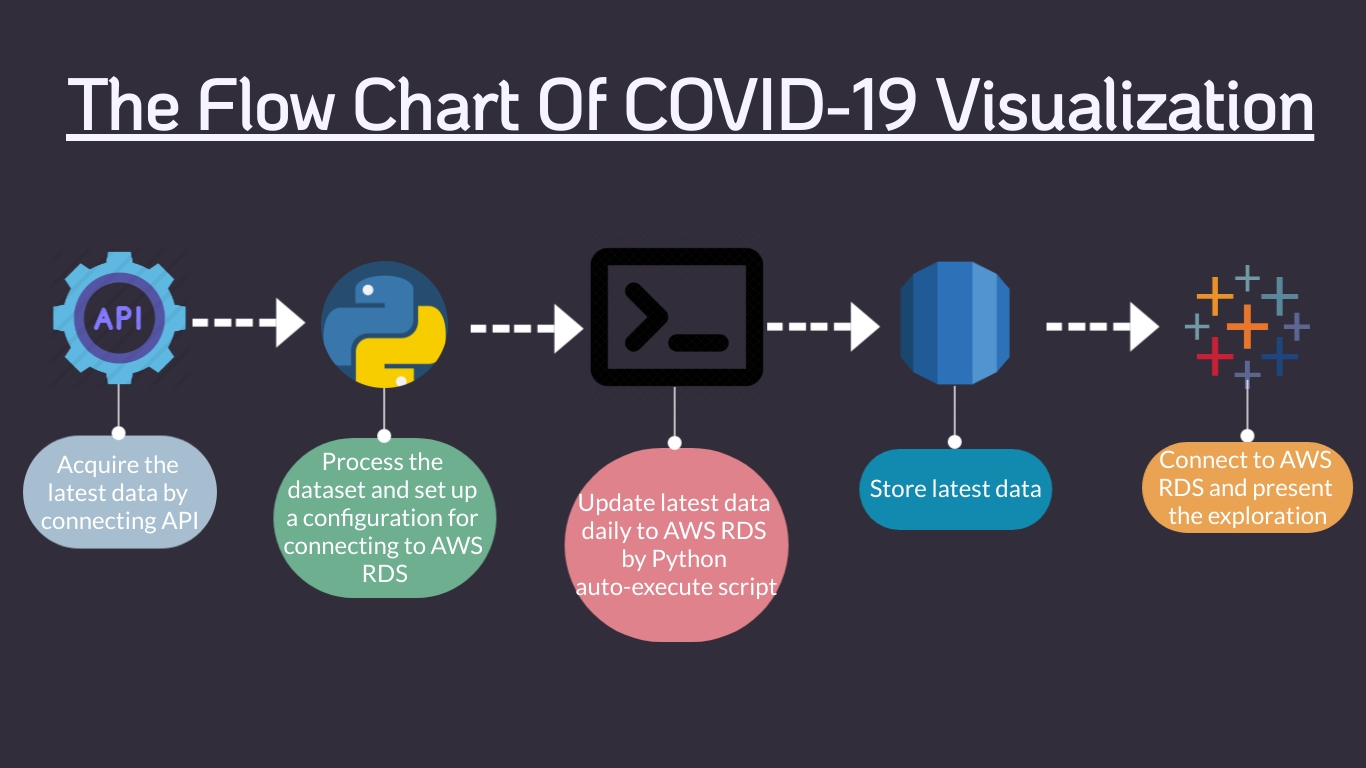 The Flow Chart Of COVID-19 Visualization
API
Acquire the
latest data by
connecting API
Process the
dataset and set up
a configuration for
connecting to AWS
RDS
Update latest data
daily to AWS RDS
by Python
auto-execute script
Store latest data
Connect to AWS
RDS and present
the exploration